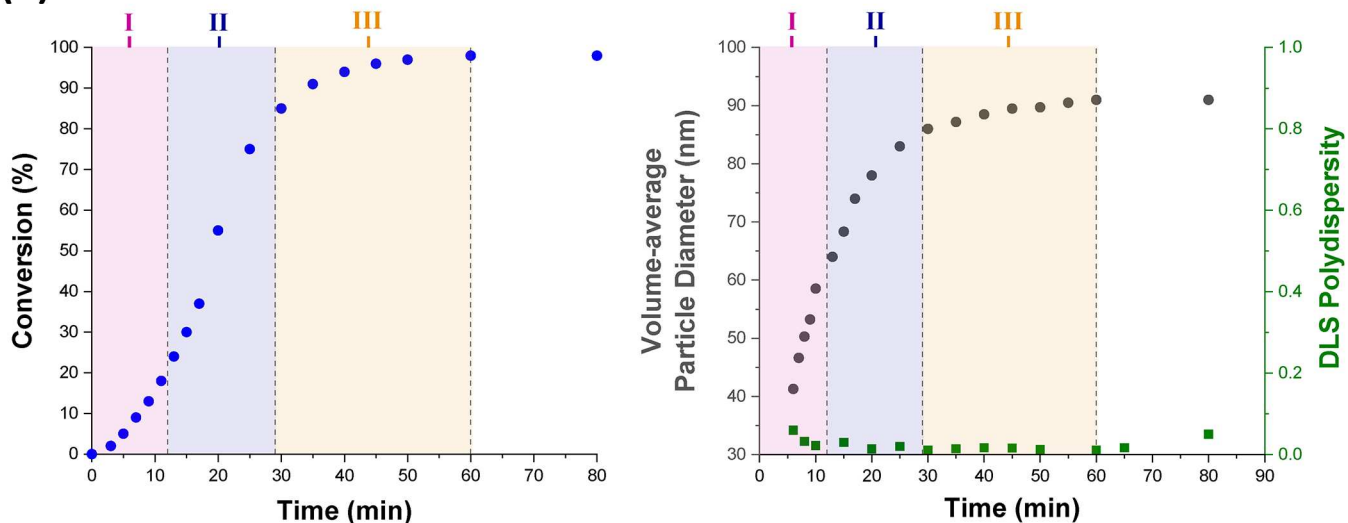 I II III
100
90
80
70
60
50
40
30
20
10
0
Conversion (%)
0 10 20 30 40 50 60 70 80
Time (min)
I II III
100
90
80
70
60
50
40
30
Volume-average
Particle Diameter (nm)
1.0
0.8
0.6
0.4
0.2
0.0
DLS Polydispersity
0 10 20 30 40 50 60 70 80 90
Time (min)